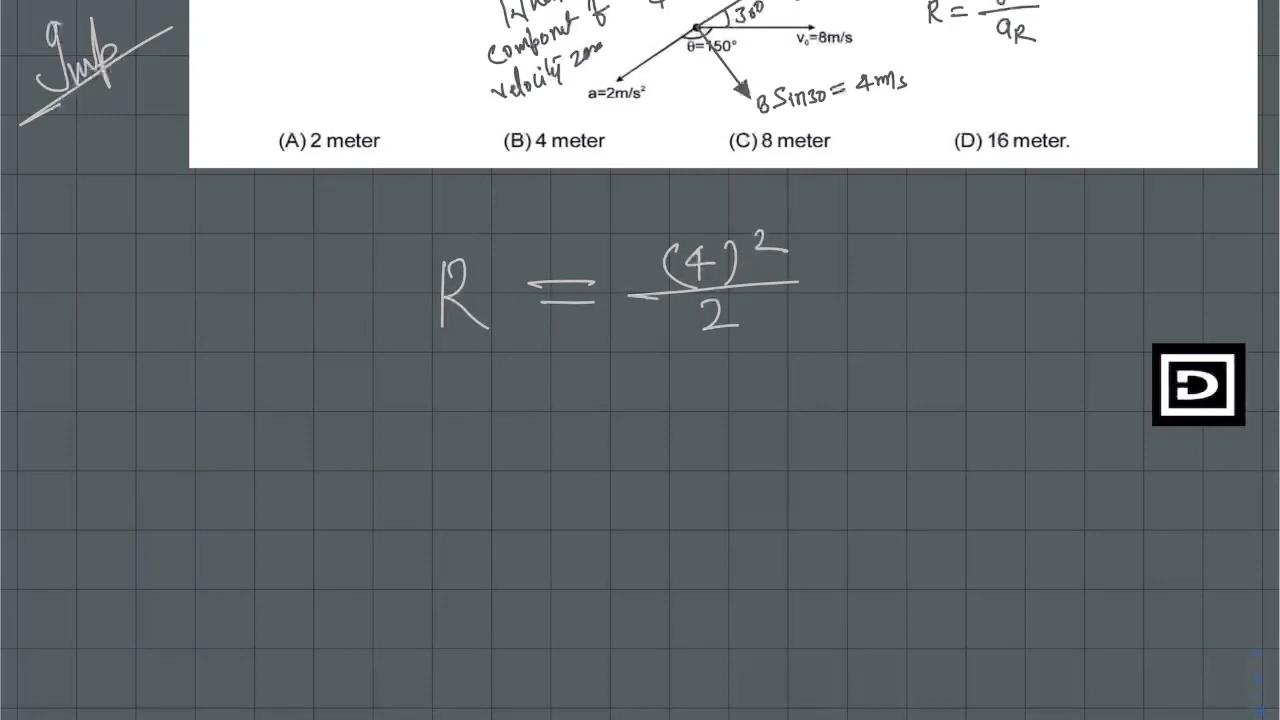 Imp
component of
velocity zero
30°
R =
a_R
v₀=8m/s
θ=150°
a=2m/s²
8 Sin30 = 4m/s
(A) 2 meter (B) 4 meter (C) 8 meter (D) 16 meter.
R = (4)² / 2
D